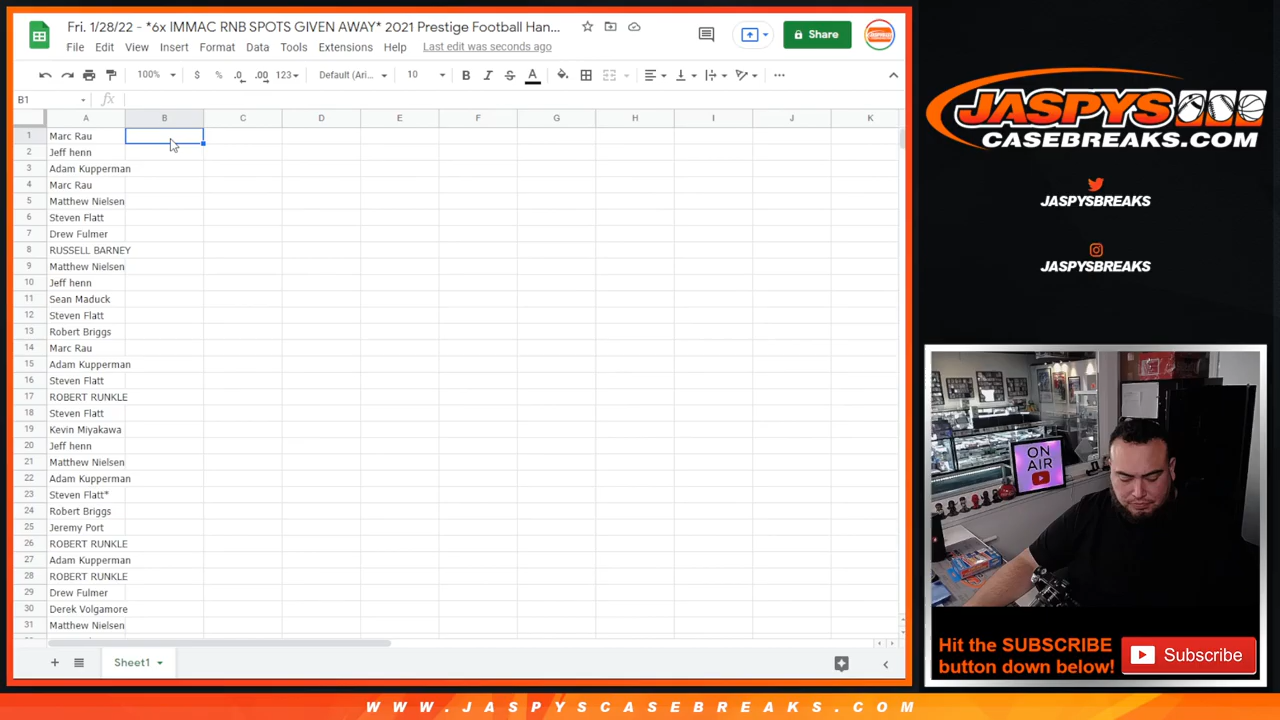 Fri. 1/28/22 - *6x IMMAC RNB SPOTS GIVEN AWAY* 2021 Prestige Football Han...
Share
File Edit View Insert Format Data Tools Extensions Help Last edit was seconds ago
100% $ % .0 .00 123 Default (Ari... 10 B I S A
B1 fx
A B C D E F G H I J K
1 Marc Rau
2 Jeff henn
3 Adam Kupperman
4 Marc Rau
5 Matthew Nielsen
6 Steven Flatt
7 Drew Fulmer
8 RUSSELL BARNEY
9 Matthew Nielsen
10 Jeff henn
11 Sean Maduck
12 Steven Flatt
13 Robert Briggs
14 Marc Rau
15 Adam Kupperman
16 Steven Flatt
17 ROBERT RUNKLE
18 Steven Flatt
19 Kevin Miyakawa
20 Jeff henn
21 Matthew Nielsen
22 Adam Kupperman
23 Steven Flatt*
24 Robert Briggs
25 Jeremy Port
26 ROBERT RUNKLE
27 Adam Kupperman
28 ROBERT RUNKLE
29 Drew Fulmer
30 Derek Volgamore
31 Matthew Nielsen
Sheet1
JASPYS
CASEBREAKS.COM
JASPYSBREAKS
JASPYSBREAKS
ON
AIR
Hit the SUBSCRIBE
button down below!
Subscribe
WWW.JASPYSCASEBREAKS.COM